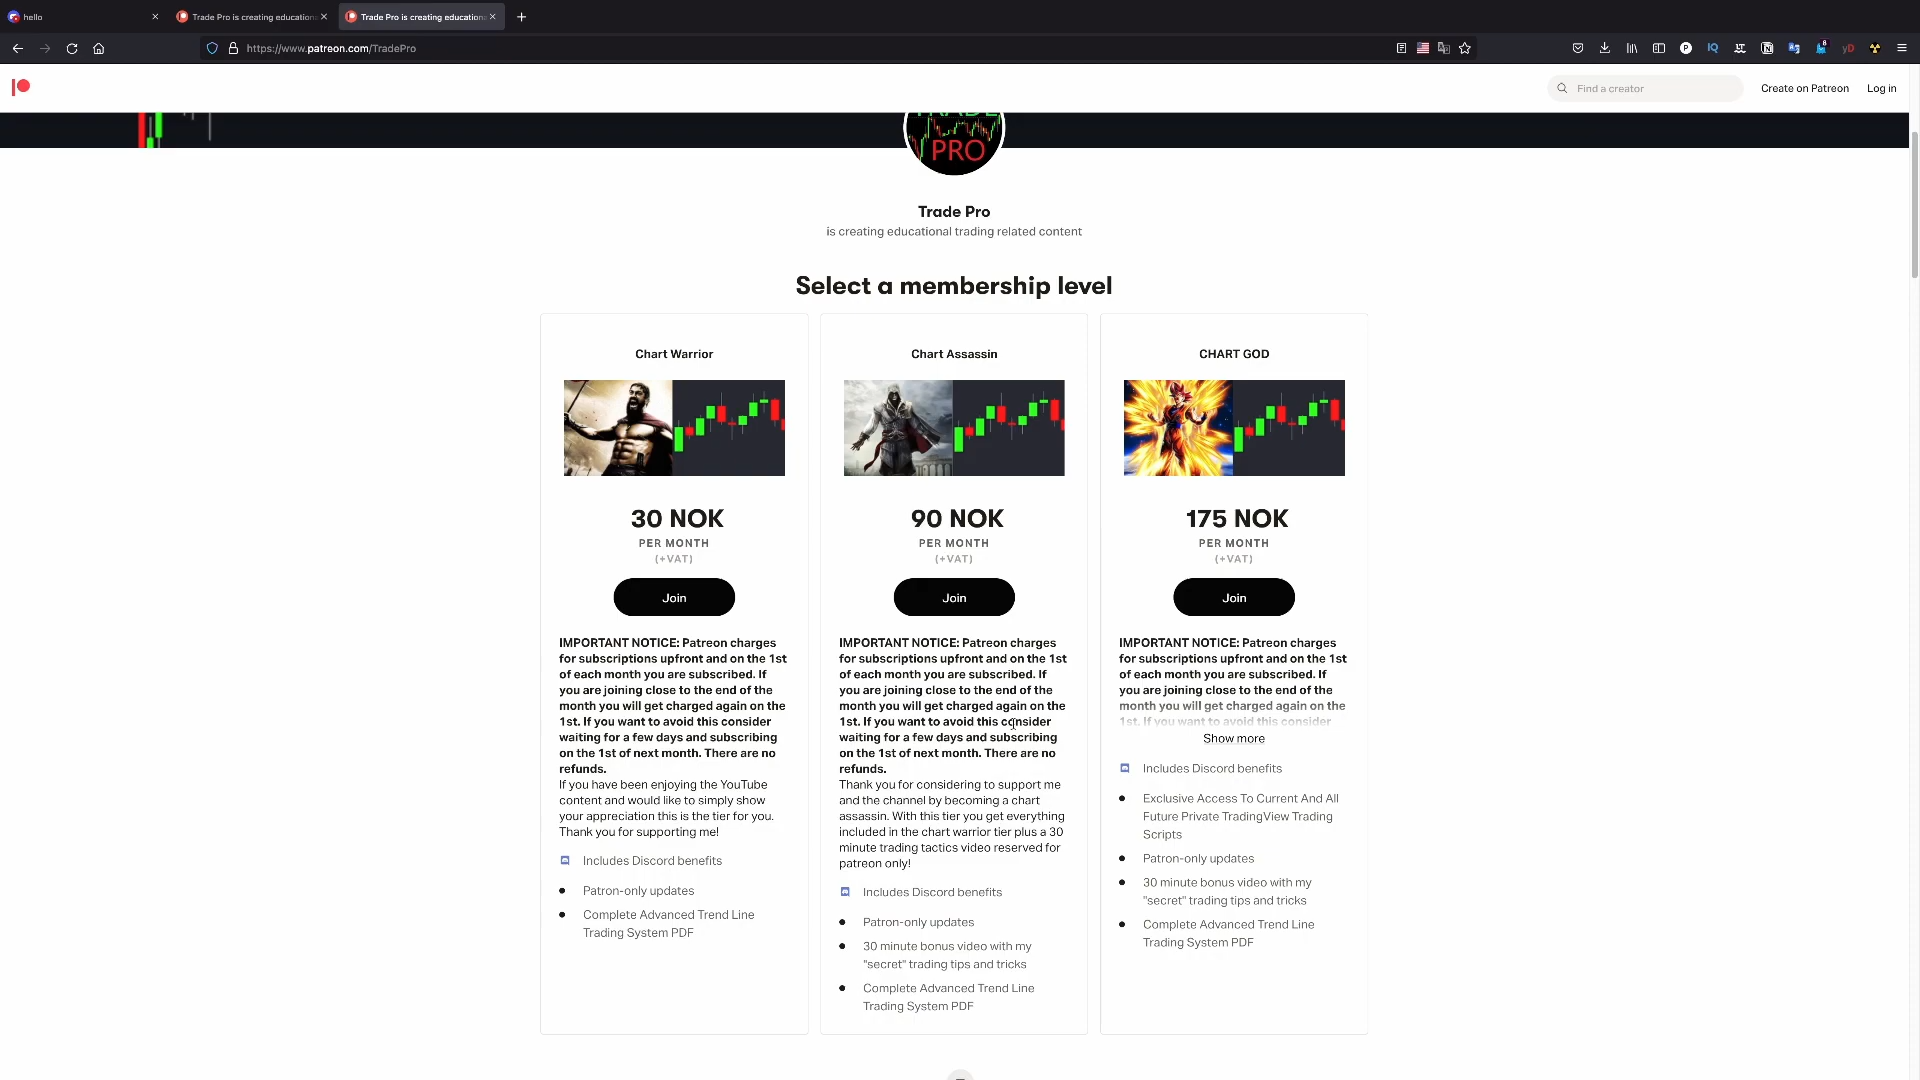 hello
Trade Pro is creating education
Trade Pro is creating education
https://www.patreon.com/TradePro
Find a creator
Create on Patreon
Log in
TRADE
PRO
Trade Pro
is creating educational trading related content
Select a membership level
Chart Warrior
30 NOK
PER MONTH
(+VAT)
Join
IMPORTANT NOTICE: Patreon charges
for subscriptions upfront and on the 1st
of each month you are subscribed. If
you are joining close to the end of the
month you will get charged again on the
1st. If you want to avoid this consider
waiting for a few days and subscribing
on the 1st of next month. There are no
refunds.
If you have been enjoying the YouTube
content and would like to simply show
your appreciation this is the tier for you.
Thank you for supporting me!
Includes Discord benefits
Patron-only updates
Complete Advanced Trend Line
Trading System PDF
Chart Assassin
90 NOK
PER MONTH
(+VAT)
Join
IMPORTANT NOTICE: Patreon charges
for subscriptions upfront and on the 1st
of each month you are subscribed. If
you are joining close to the end of the
month you will get charged again on the
1st. If you want to avoid this consider
waiting for a few days and subscribing
on the 1st of next month. There are no
refunds.
Thank you for considering to support me
and the channel by becoming a chart
assassin. With this tier you get everything
included in the chart warrior tier plus a 30
minute trading tactics video reserved for
patreon only!
Includes Discord benefits
Patron-only updates
30 minute bonus video with my
"secret" trading tips and tricks
Complete Advanced Trend Line
Trading System PDF
CHART GOD
175 NOK
PER MONTH
(+VAT)
Join
IMPORTANT NOTICE: Patreon charges
for subscriptions upfront and on the 1st
of each month you are subscribed. If
you are joining close to the end of the
month you will get charged again on the
1st. If you want to avoid this consider
Show more
Includes Discord benefits
Exclusive Access To Current And All
Future Private TradingView Trading
Scripts
Patron-only updates
30 minute bonus video with my
"secret" trading tips and tricks
Complete Advanced Trend Line
Trading System PDF